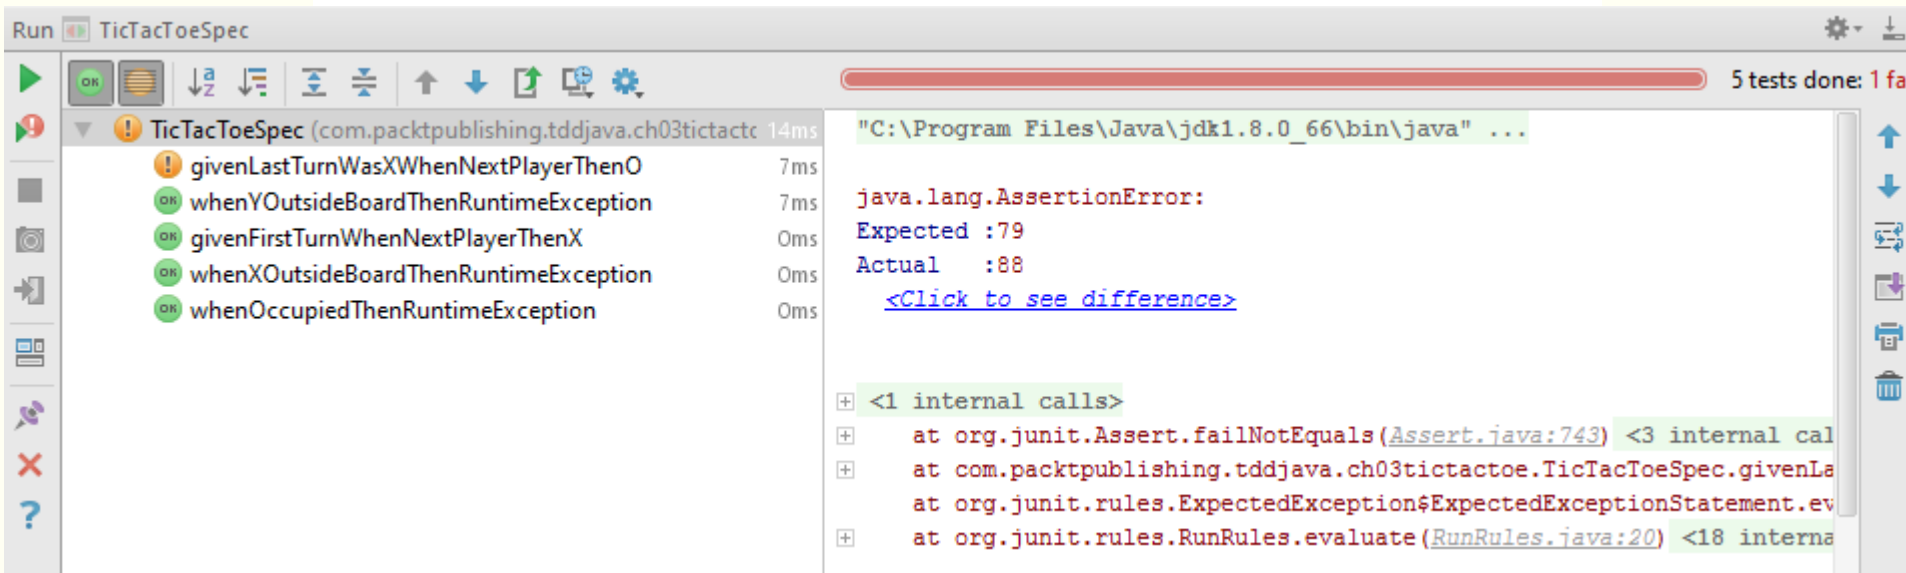 Run TicTacToeSpec
5 tests done: 1 fa
TicTacToeSpec (com.packtpublishing.tddjava.ch03tictactc 14ms
givenLastTurnWasXWhenNextPlayerThenO 7ms
whenYOutsideBoardThenRuntimeException 7ms
givenFirstTurnWhenNextPlayerThenX 0ms
whenXOutsideBoardThenRuntimeException 0ms
whenOccupiedThenRuntimeException 0ms
"C:\Program Files\Java\jdk1.8.0_66\bin\java" ...
java.lang.AssertionError:
Expected :79
Actual   :88
<Click to see difference>
<1 internal calls>
at org.junit.Assert.failNotEquals(Assert.java:743) <3 internal cal
at com.packtpublishing.tddjava.ch03tictactoe.TicTacToeSpec.givenLa
at org.junit.rules.ExpectedException$ExpectedExceptionStatement.ev
at org.junit.rules.RunRules.evaluate(RunRules.java:20) <18 interna